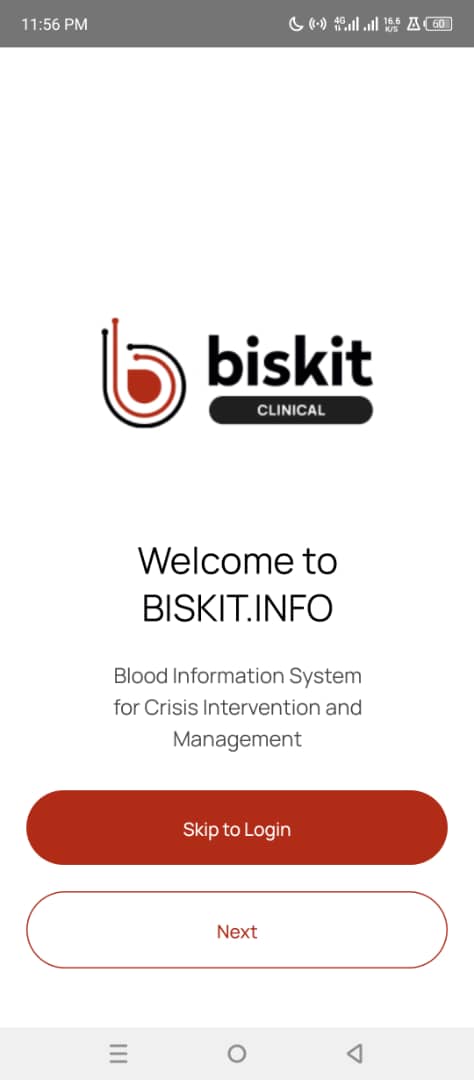 11:56 PM 4G 16.6 K/S 60
biskit
CLINICAL
Welcome to
BISKIT.INFO
Blood Information System
for Crisis Intervention and
Management
Skip to Login
Next